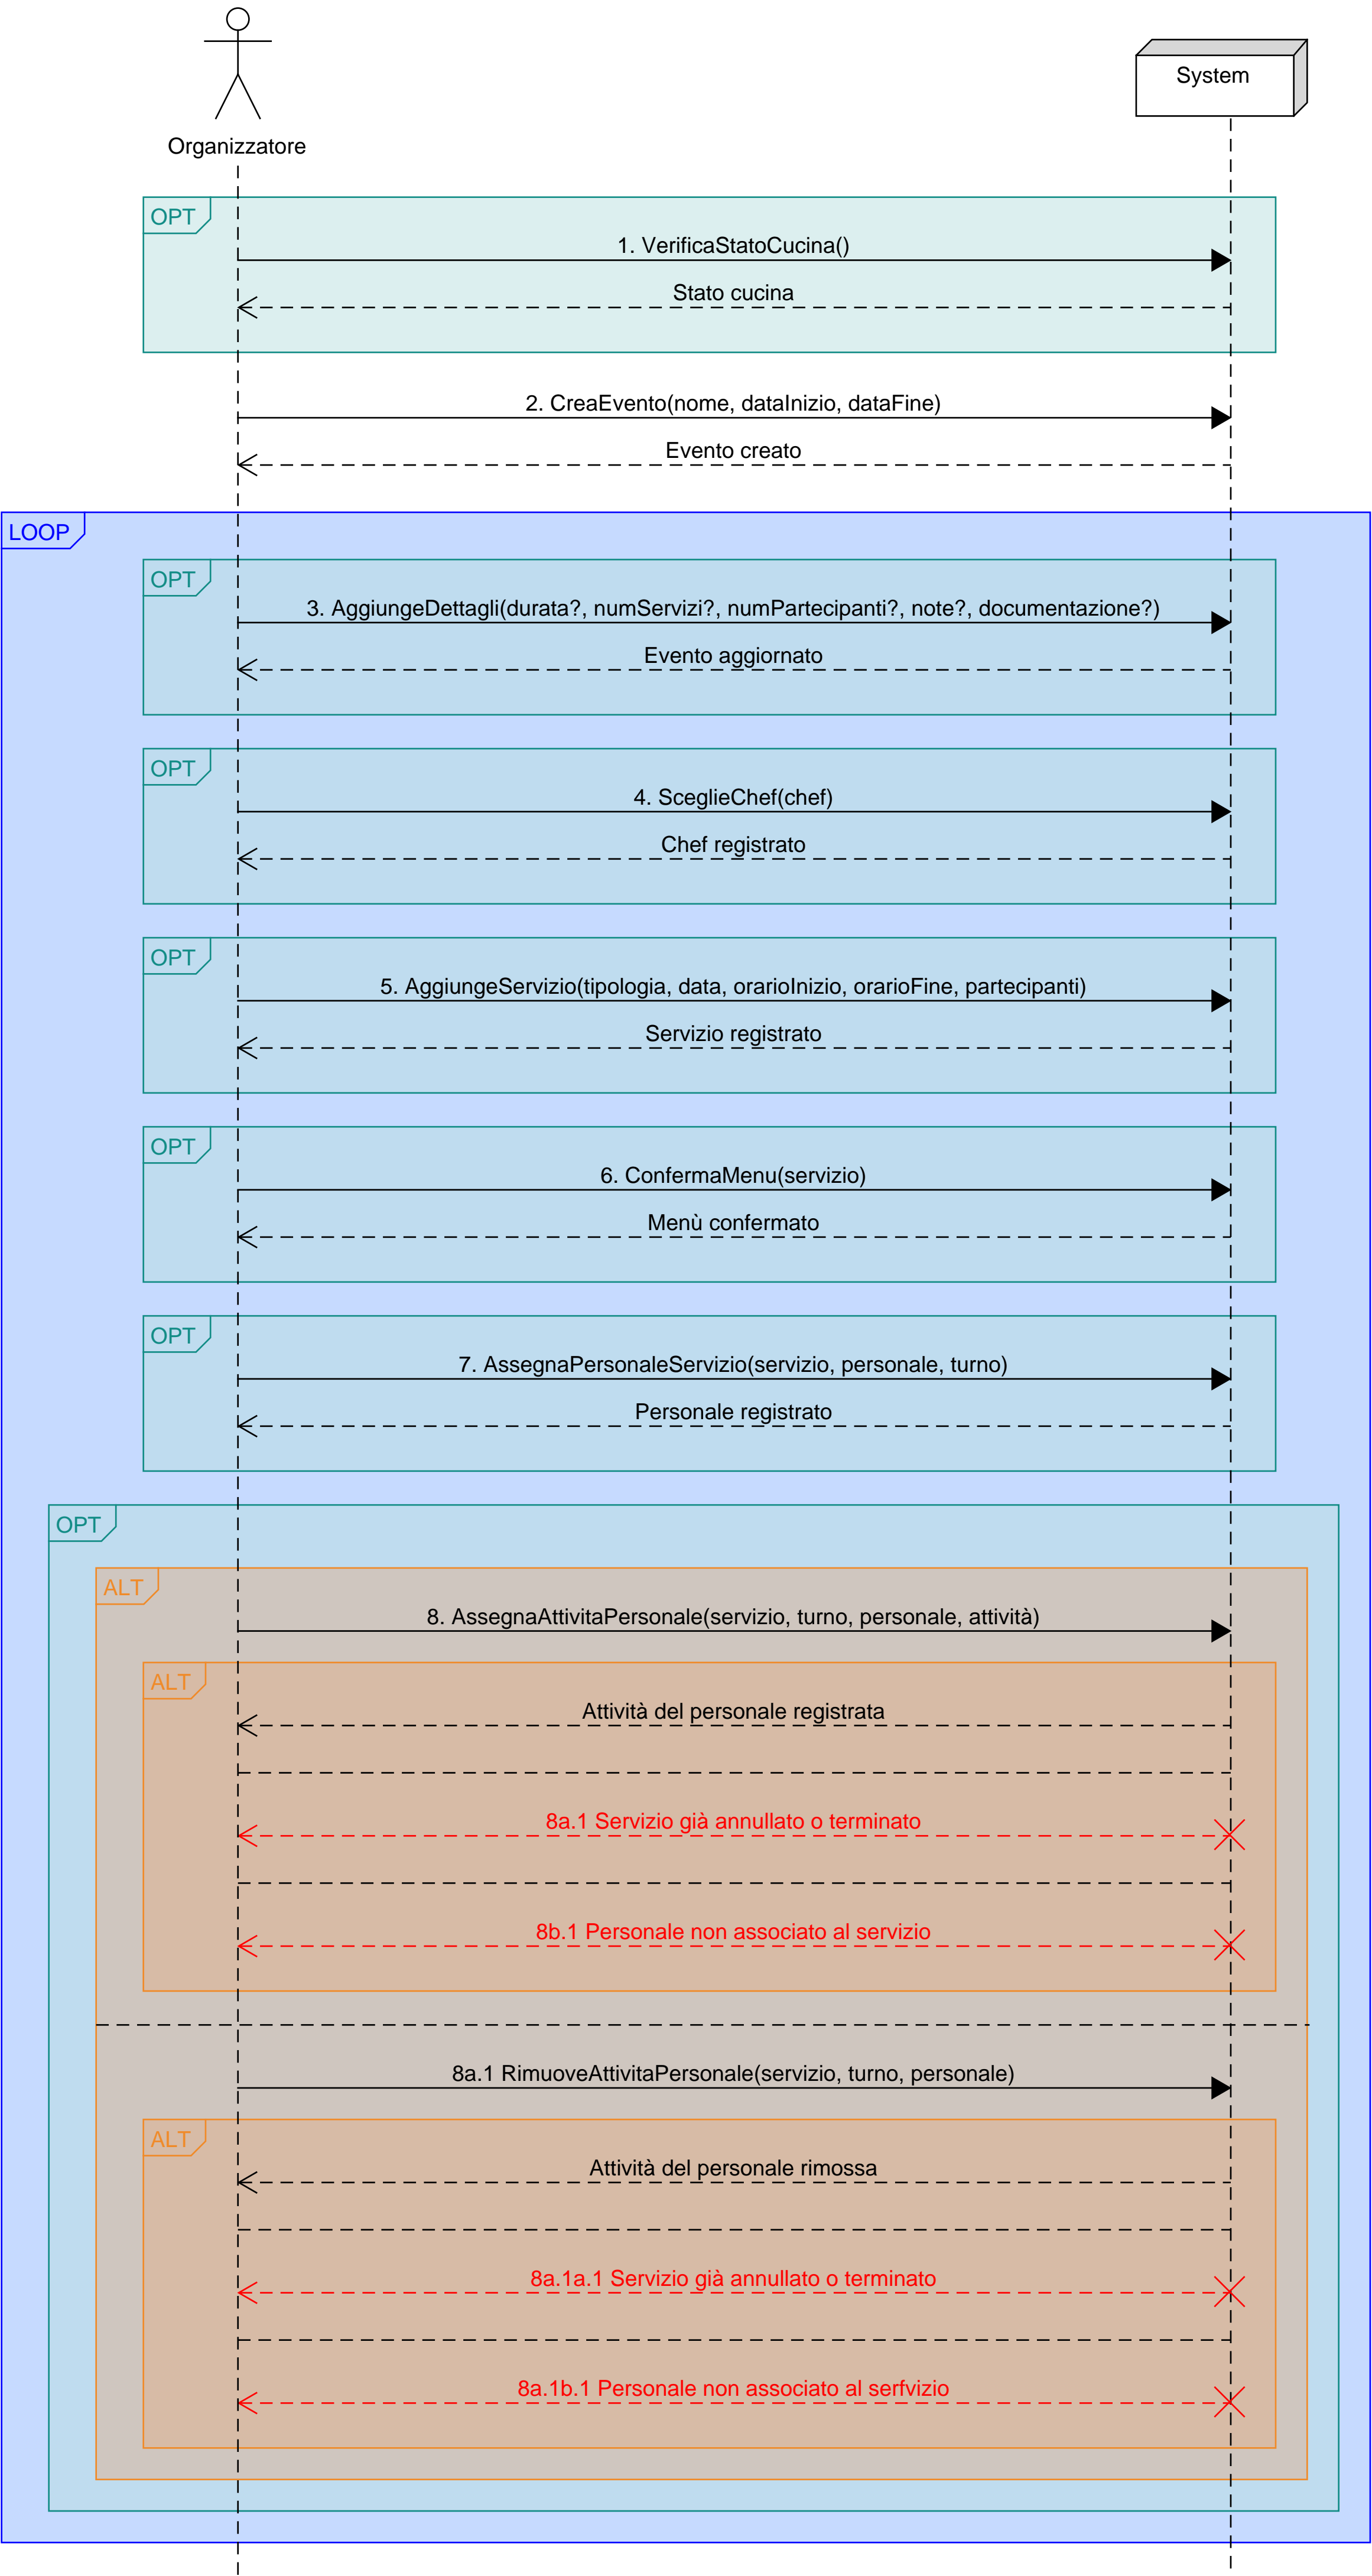 System
Organizzatore
OPT
1. VerificaStatoCucina()
Stato cucina
2. CreaEvento(nome, dataInizio, dataFine)
Evento creato
LOOP
OPT
3. AggiungeDettagli(durata?, numServizi?, numPartecipanti?, note?, documentazione?)
Evento aggiornato
OPT
4. SceglieChef(chef)
Chef registrato
OPT
5. AggiungeServizio(tipologia, data, orarioInizio, orarioFine, partecipanti)
Servizio registrato
OPT
6. ConfermaMenu(servizio)
Menù confermato
OPT
7. AssegnaPersonaleServizio(servizio, personale, turno)
Personale registrato
OPT
ALT
8. AssegnaAttivitaPersonale(servizio, turno, personale, attività)
ALT
Attività del personale registrata
8a.1 Servizio già annullato o terminato
8b.1 Personale non associato al servizio
8a.1 RimuoveAttivitaPersonale(servizio, turno, personale)
ALT
Attività del personale rimossa
8a.1a.1 Servizio già annullato o terminato
8a.1b.1 Personale non associato al serfvizio